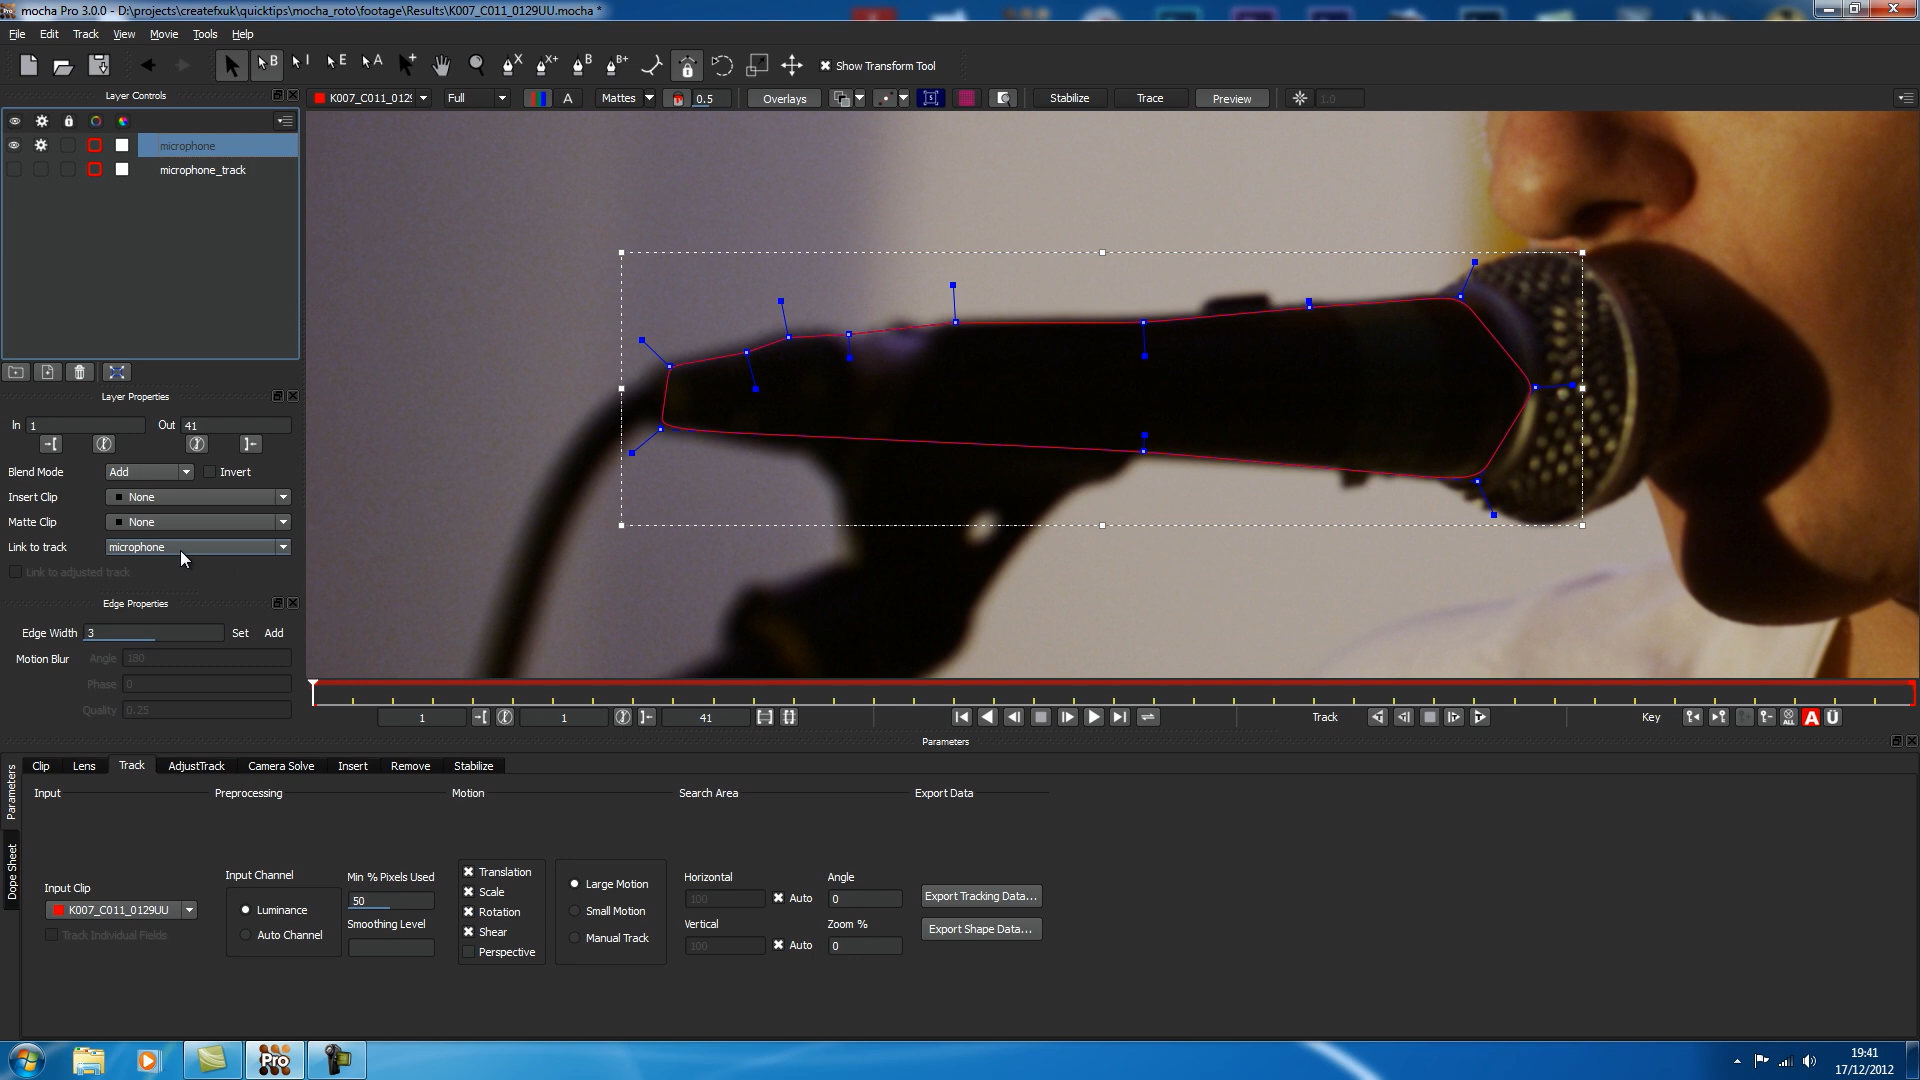 mocha Pro 3.0.0 - D:\projects\createfxuk\quicktips\mocha_roto\footage\Results\K007_C011_0129UU.mocha *
File Edit Track View Movie Tools Help
B I E A X X+ B B+ Show Transform Tool
Layer Controls
K007_C011_012 Full A Mattes 0.5 Overlays Stabilize Trace Preview 1.0
microphone
microphone_track
Layer Properties
In 1 Out 41
Blend Mode Add Invert
Insert Clip None
Matte Clip None
Link to track microphone
Link to adjusted track
Edge Properties
Edge Width 3 Set Add
Motion Blur Angle 180
Phase 0
Quality 0.25
1 1 41 Track Key ALL A Ü
Parameters
Parameters
Dope Sheet
Clip Lens Track AdjustTrack Camera Solve Insert Remove Stabilize
Input Preprocessing Motion Search Area Export Data
Input Clip
K007_C011_0129UU
Track Individual Fields
Input Channel
Luminance
Auto Channel
Min % Pixels Used
50
Smoothing Level
Translation
Scale
Rotation
Shear
Perspective
Large Motion
Small Motion
Manual Track
Horizontal
100 Auto
Vertical
100 Auto
Angle
0
Zoom %
0
Export Tracking Data...
Export Shape Data...
Pro
19:41
17/12/2012